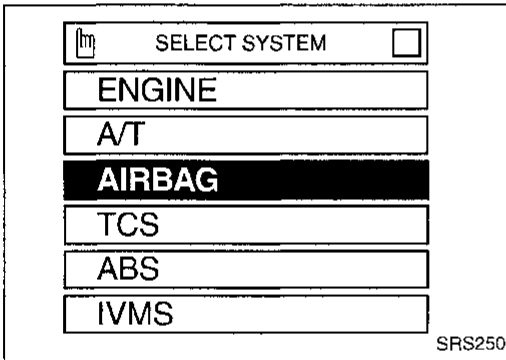 SELECT SYSTEM
ENGINE
A/T
AIRBAG
TCS
ABS
IVMS
SRS250